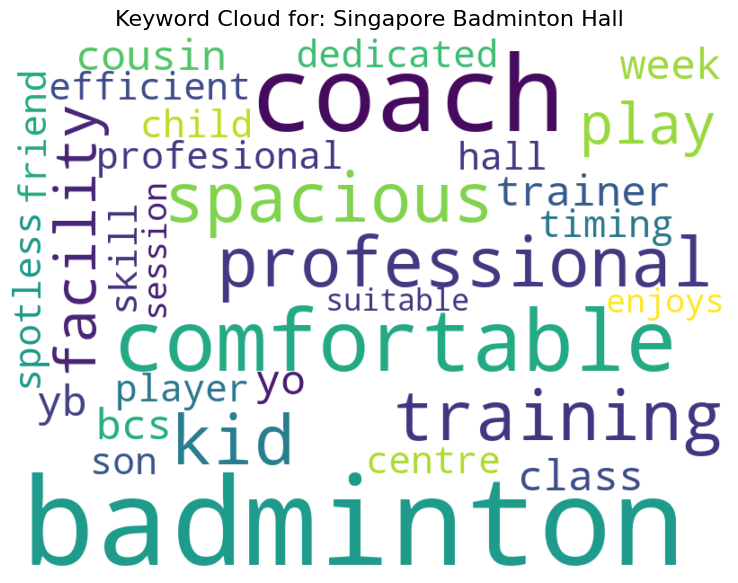 Keyword Cloud for: Singapore Badminton Hall
cousin
dedicated
coach
week
efficient
friend
child
play
facility
profesional
hall
spacious
trainer
timing
skill
session
spotless
professional
suitable
enjoys
comfortable
player
yo
yb
bcs
kid
training
son
centre
class
badminton